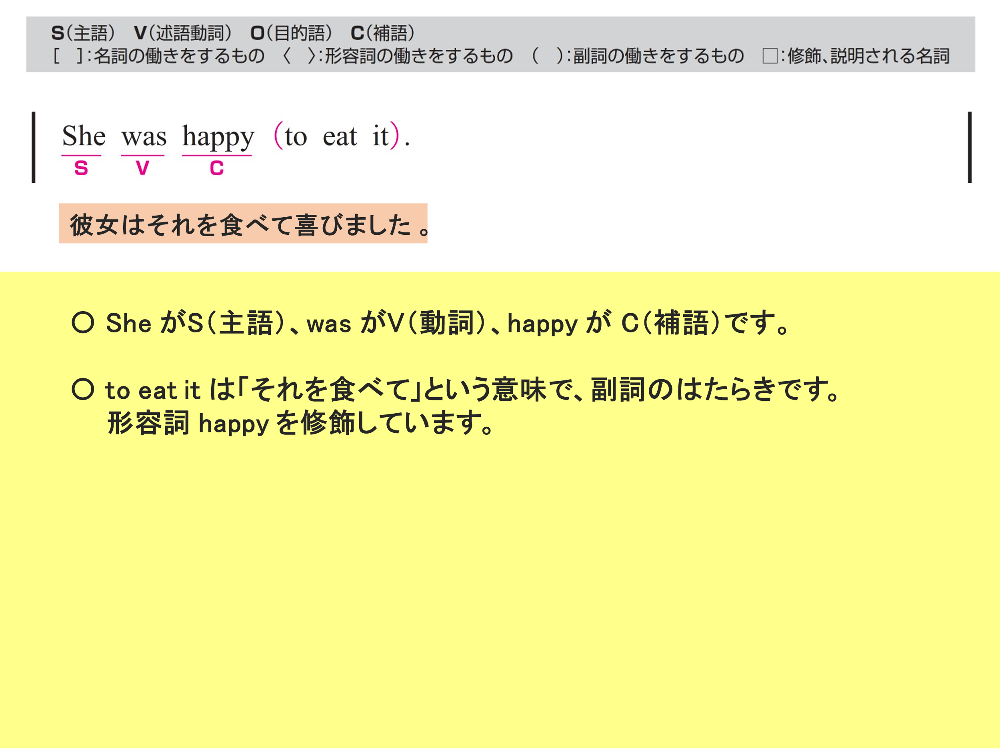 S（主語）　V（述語動詞）　O（目的語）　C（補語）
［　］：名詞の働きをするもの　〈　〉：形容詞の働きをするもの　（　）：副詞の働きをするもの　□：修飾、説明される名詞
She was happy (to eat it).
S V C
彼女はそれを食べて喜びました 。
○ She がS（主語）、was がV（動詞）、happy が C（補語）です。
○ to eat it は「それを食べて」という意味で、副詞のはたらきです。
形容詞 happy を修飾しています。